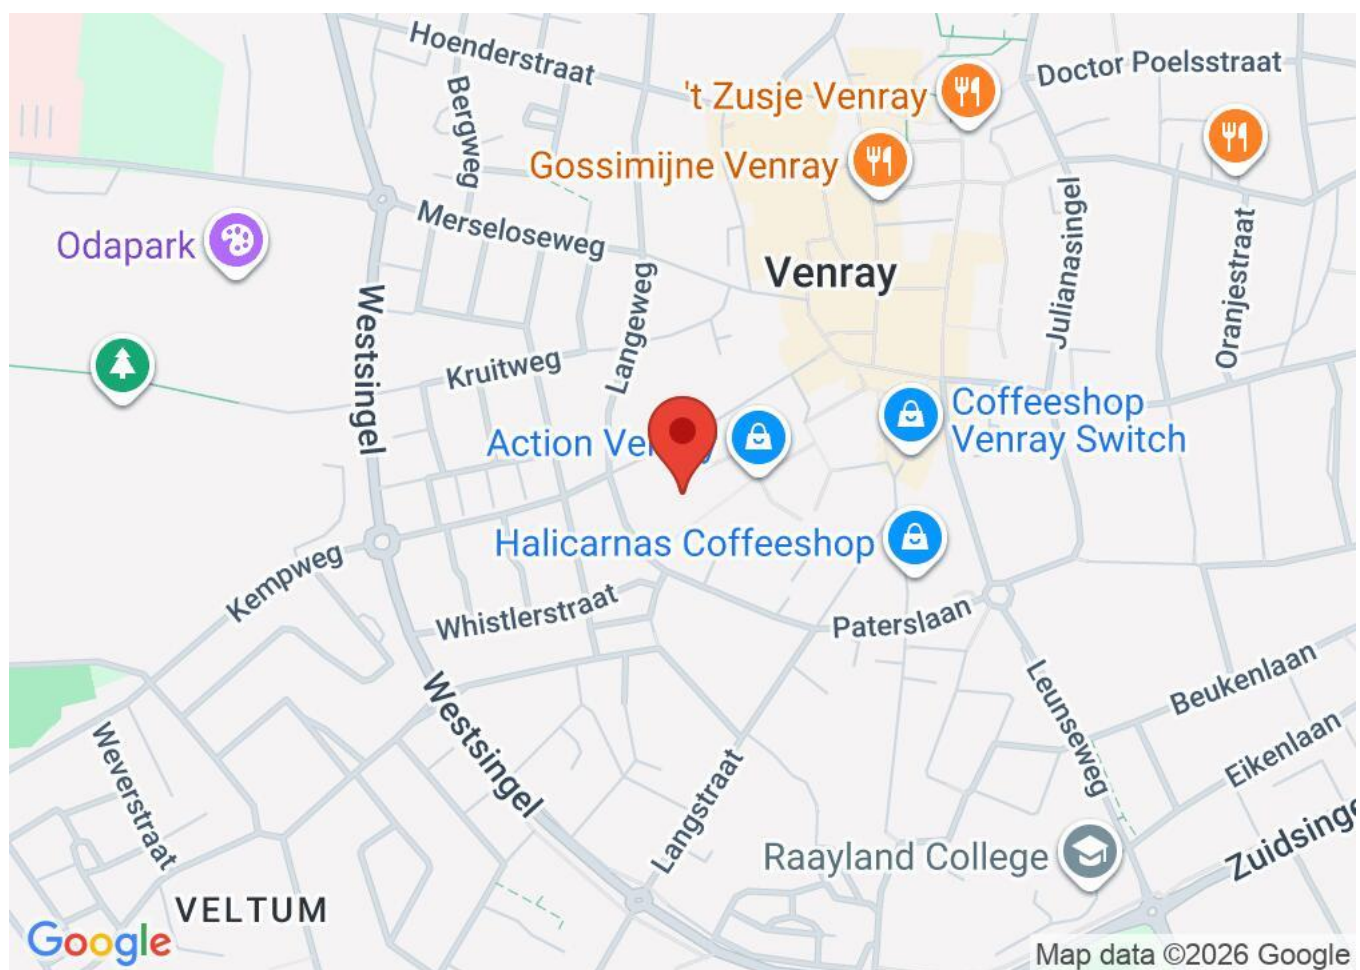 Hoenderstraat
Doctor Poelsstraat
't Zusje Venray
Bergweg
Gossimijne Venray
Merseloseweg
Julianasingel
Oranjestraat
Odapark
Venray
Westsingel
Langeweg
Kruitweg
Coffeeshop
Venray Switch
Action Ve
Halicarnas Coffeeshop
Kempweg
Whistlerstraat
Paterslaan
Leunseweg
Beukenlaan
Westsingel
Eikenlaan
Weverstraat
Langstraat
Zuidsinge
Raayland College
VELTUM
Google
Map data ©2026 Google